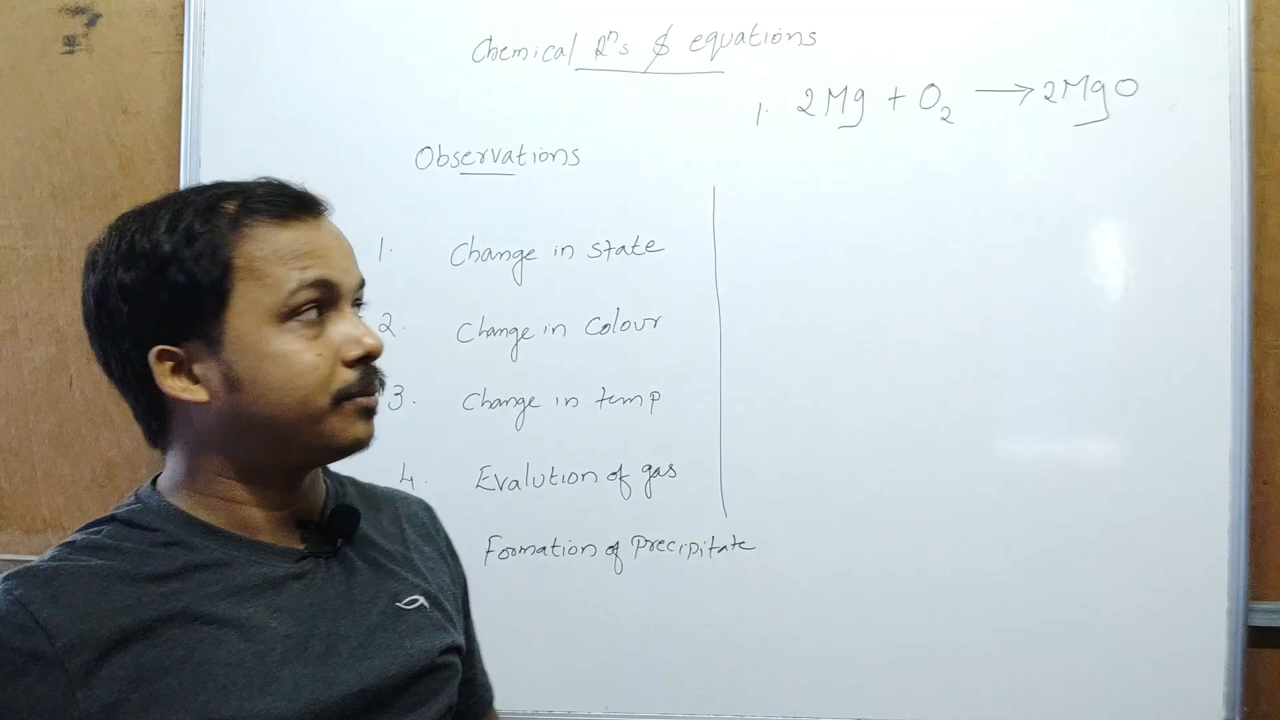 Chemical Rns & equations
1. 2Mg + O2 → 2MgO
Observations
1. Change in state
2. Change in colour
3. Change in temp
4. Evalution of gas
Formation of precipitate